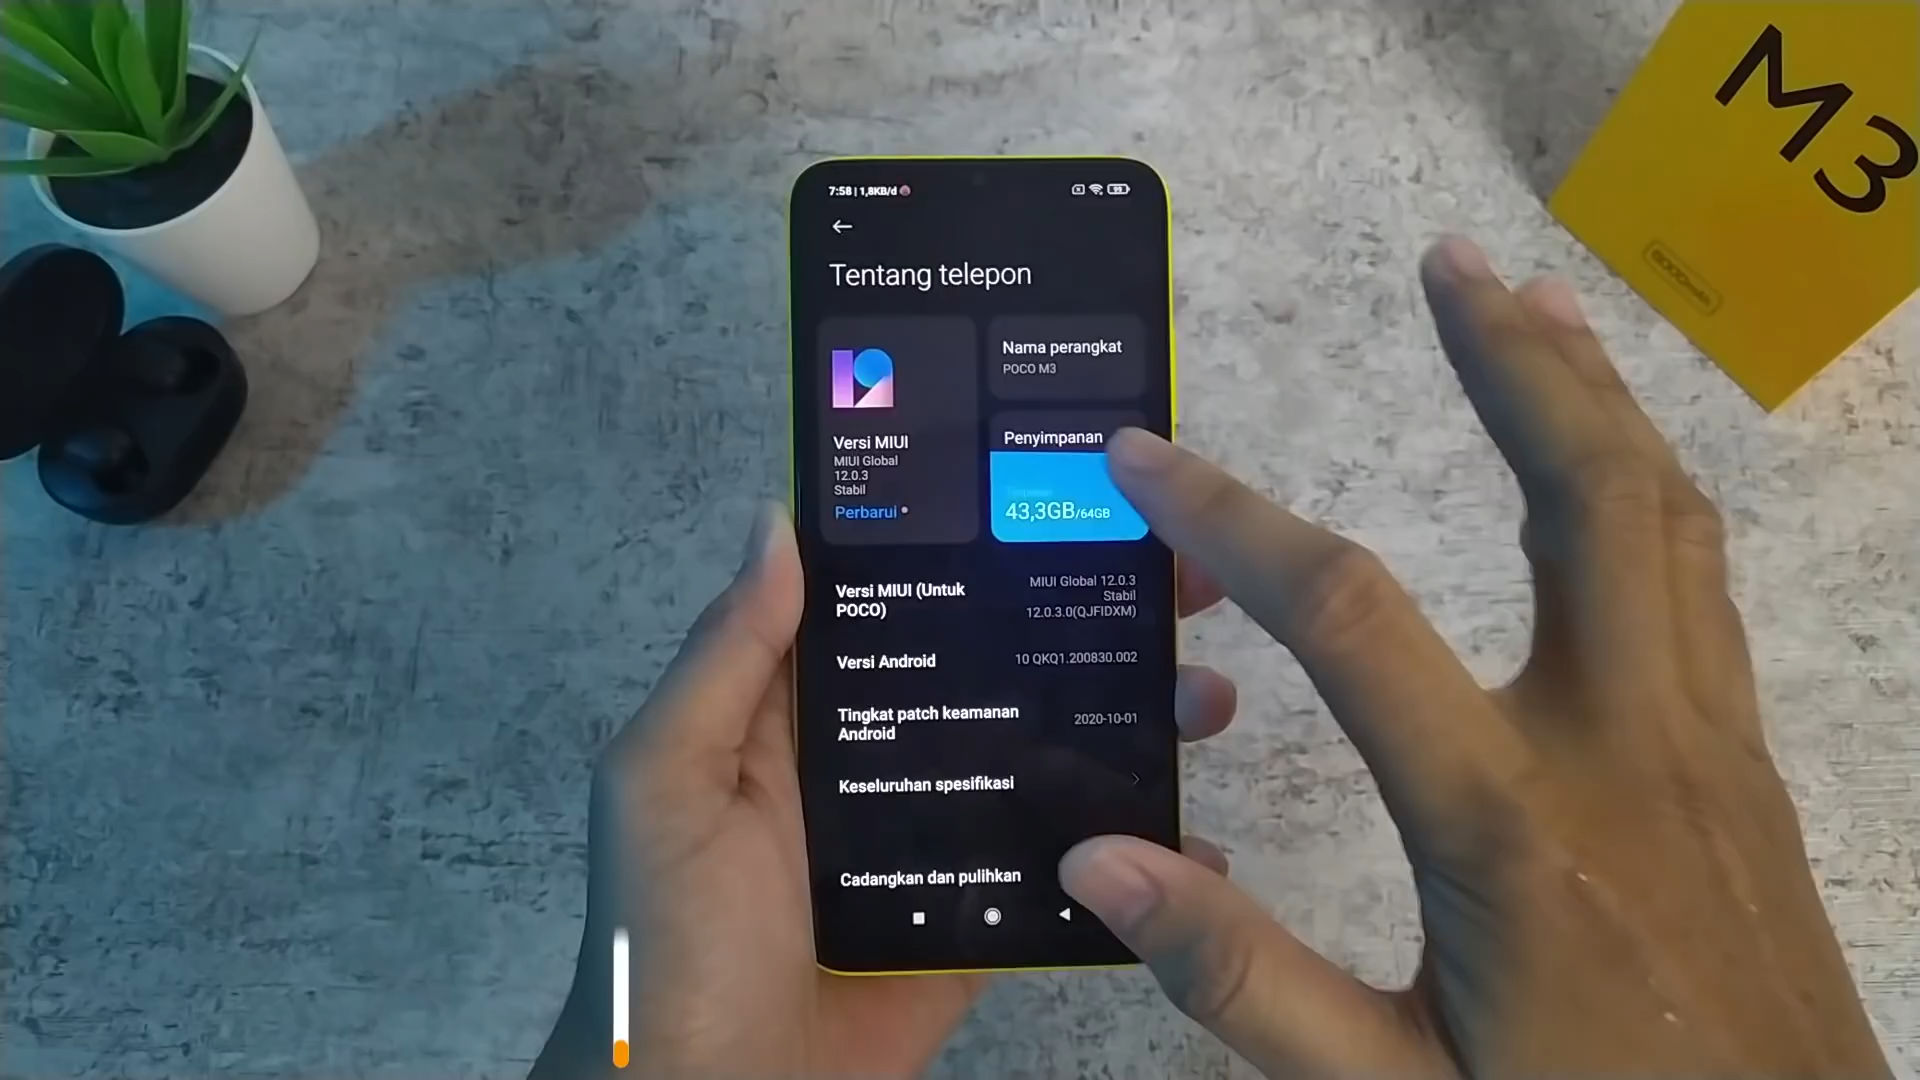 M3
6000mAh
7:58 | 1,8KB/d
Tentang telepon
Nama perangkat
POCO M3
Versi MIUI
MIUI Global
12.0.3
Stabil
Perbarui
Penyimpanan
43,3GB/64GB
Versi MIUI (Untuk
POCO)
MIUI Global 12.0.3
Stabil
12.0.3.0(QJFIDXM)
Versi Android
10 QKQ1.200830.002
Tingkat patch keamanan
Android
2020-10-01
Keseluruhan spesifikasi
Cadangkan dan pulihkan